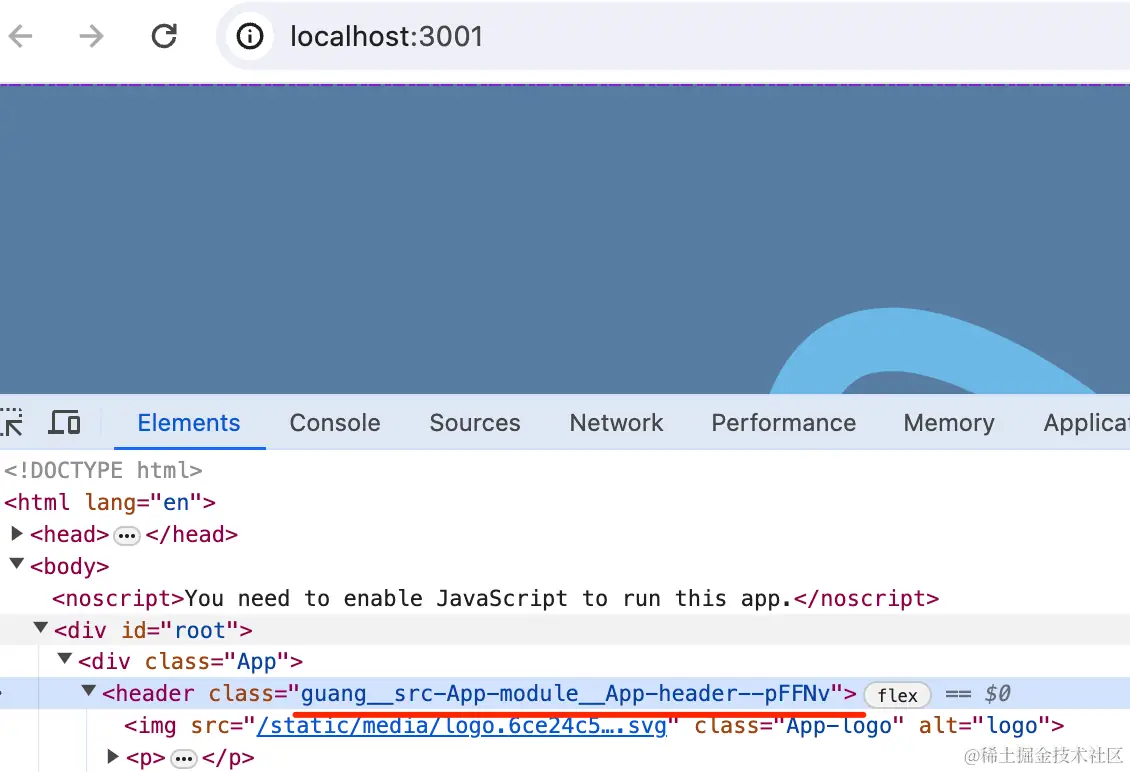 localhost:3001
Elements Console Sources Network Performance Memory Applicat
<!DOCTYPE html>
<html lang="en">
<head>…</head>
<body>
<noscript>You need to enable JavaScript to run this app.</noscript>
<div id="root">
<div class="App">
<header class="guang__src-App-module__App-header--pFFNv"> flex == $0
<img src="/static/media/logo.6ce24c5….svg" class="App-logo" alt="logo">
<p>…</p>
@稀土掘金技术社区